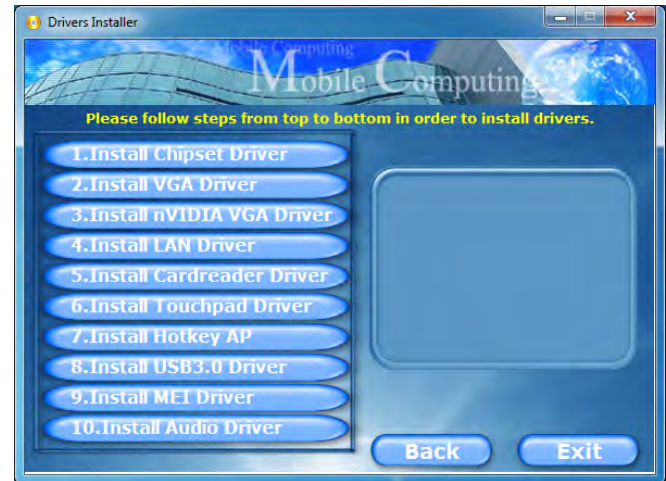 Drivers Installer
Mobile Computing
Mobile Computing
Please follow steps from top to bottom in order to install drivers.
1.Install Chipset Driver
2.Install VGA Driver
3.Install nVIDIA VGA Driver
4.Install LAN Driver
5.Install Cardreader Driver
6.Install Touchpad Driver
7.Install Hotkey AP
8.Install USB3.0 Driver
9.Install MEI Driver
10.Install Audio Driver
Back Exit